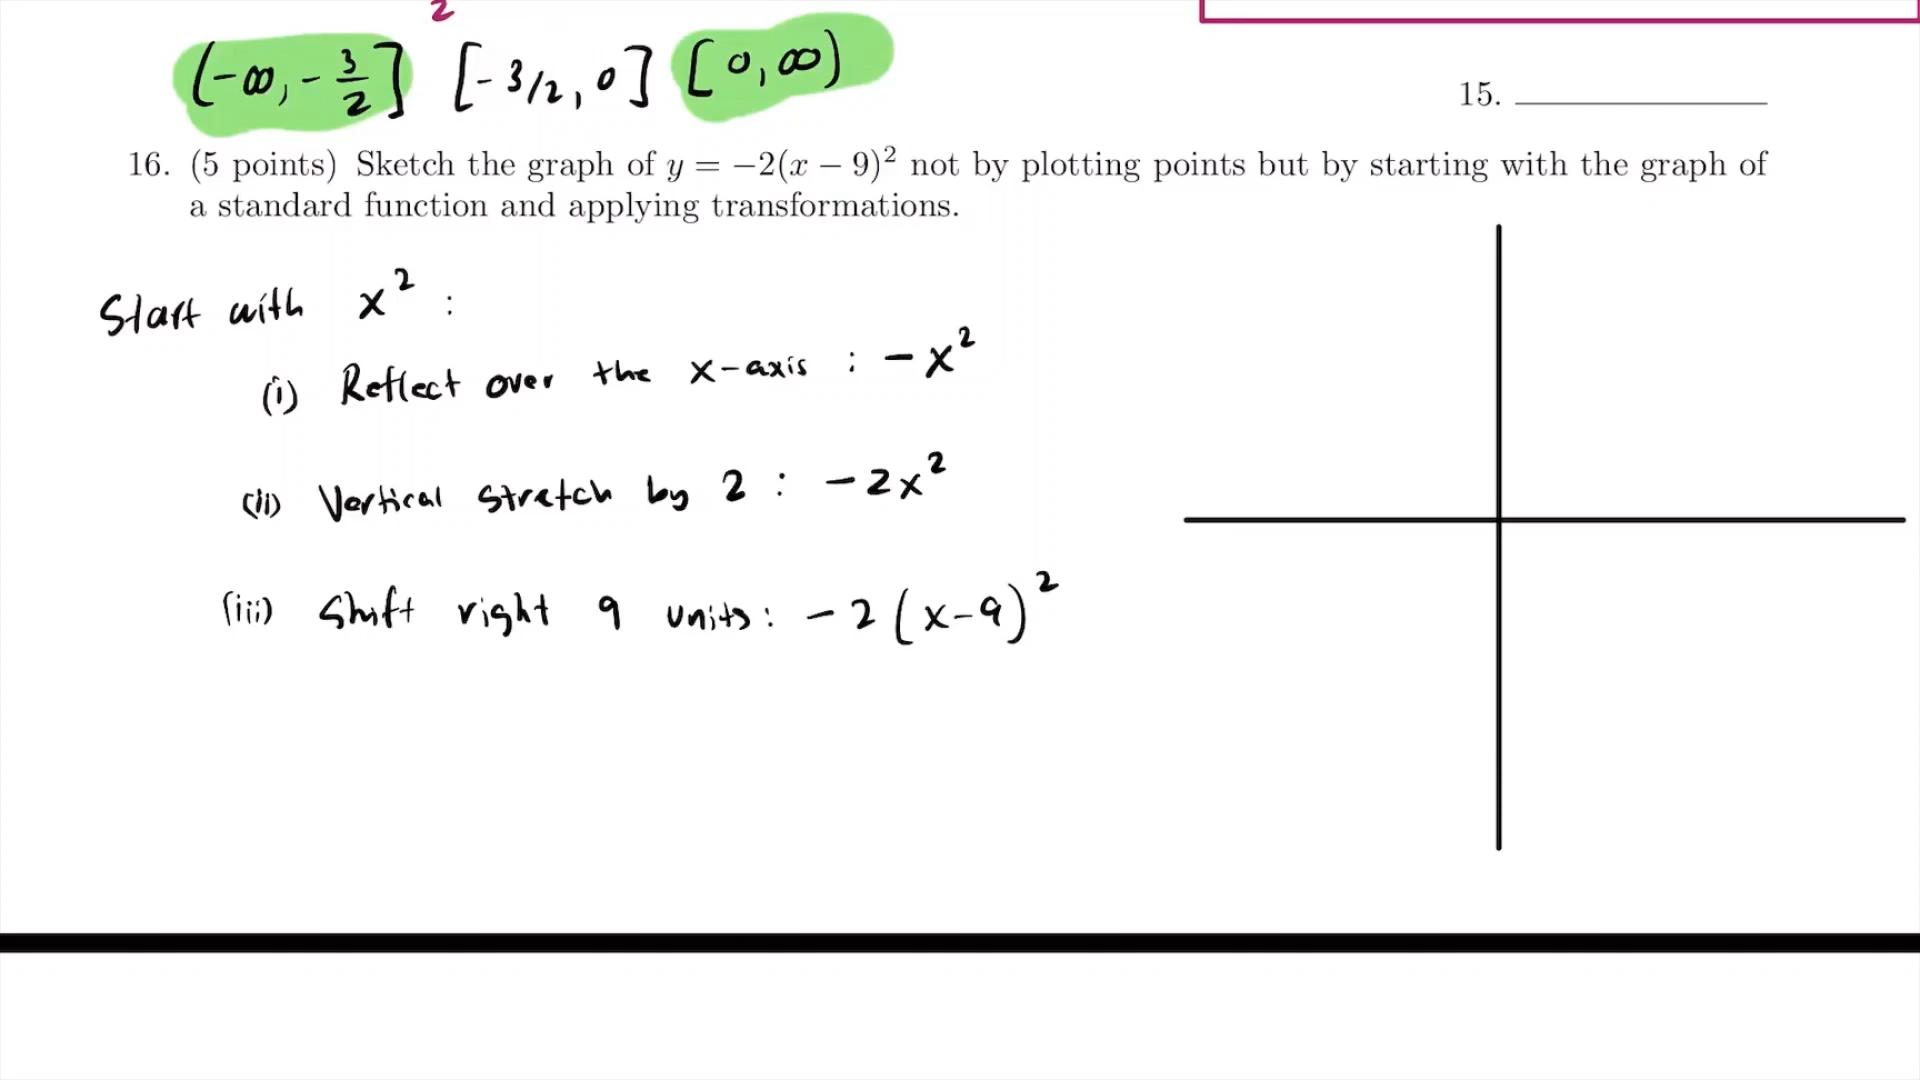 2
(-∞, -3/2] [-3/2, 0] [0, ∞)
15.
16. (5 points) Sketch the graph of y = −2(x − 9)² not by plotting points but by starting with the graph of
a standard function and applying transformations.
Start with x² :
(i) Reflect over the x-axis : -x²
(ii) Vertical stretch by 2 : -2x²
(iii) Shift right 9 units: -2(x-9)²